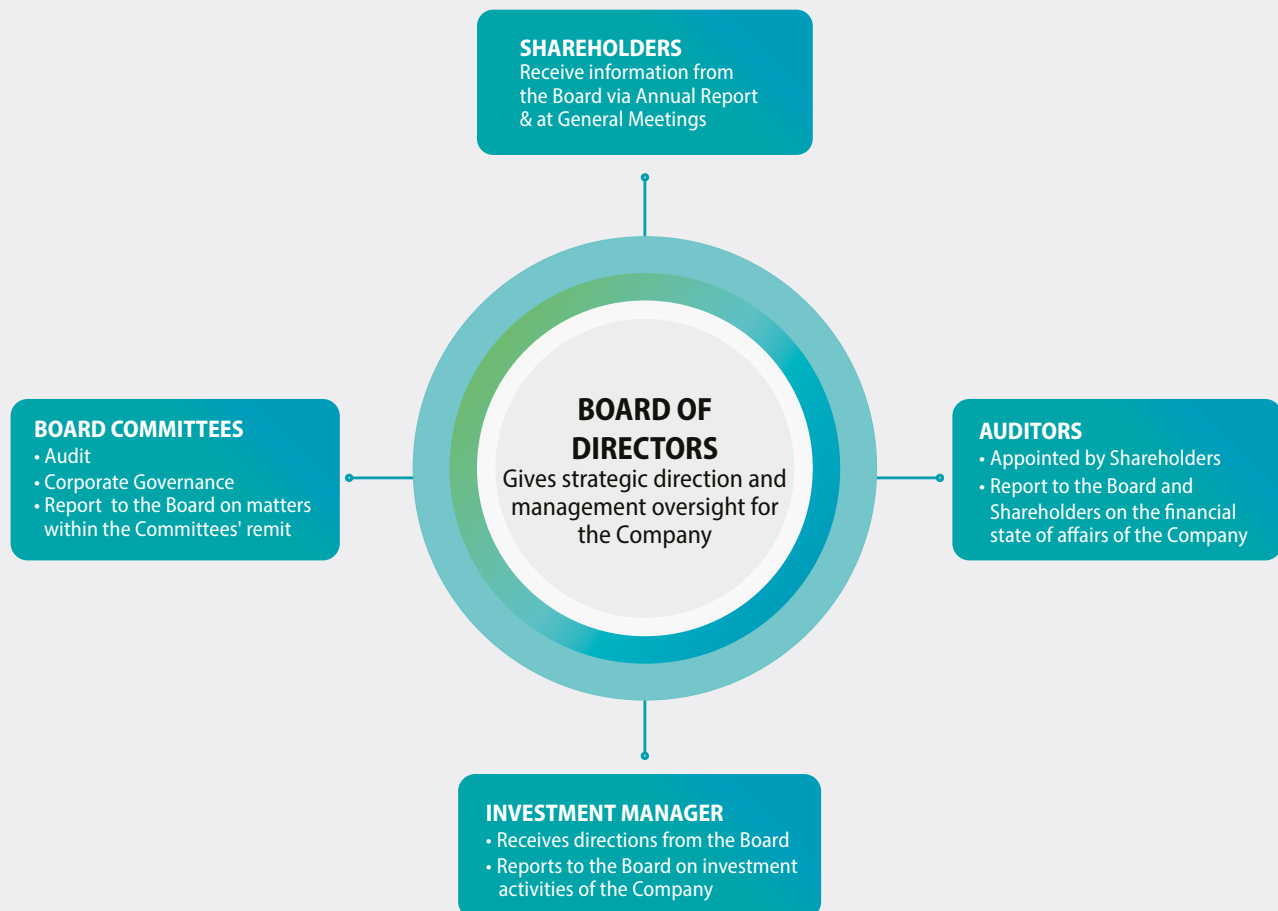 SHAREHOLDERS
Receive information from
the Board via Annual Report
& at General Meetings
BOARD COMMITTEES
• Audit
• Corporate Governance
• Report to the Board on matters
within the Committees' remit
BOARD OF
DIRECTORS
Gives strategic direction and
management oversight for
the Company
AUDITORS
• Appointed by Shareholders
• Report to the Board and
Shareholders on the financial
state of affairs of the Company
INVESTMENT MANAGER
• Receives directions from the Board
• Reports to the Board on investment
activities of the Company